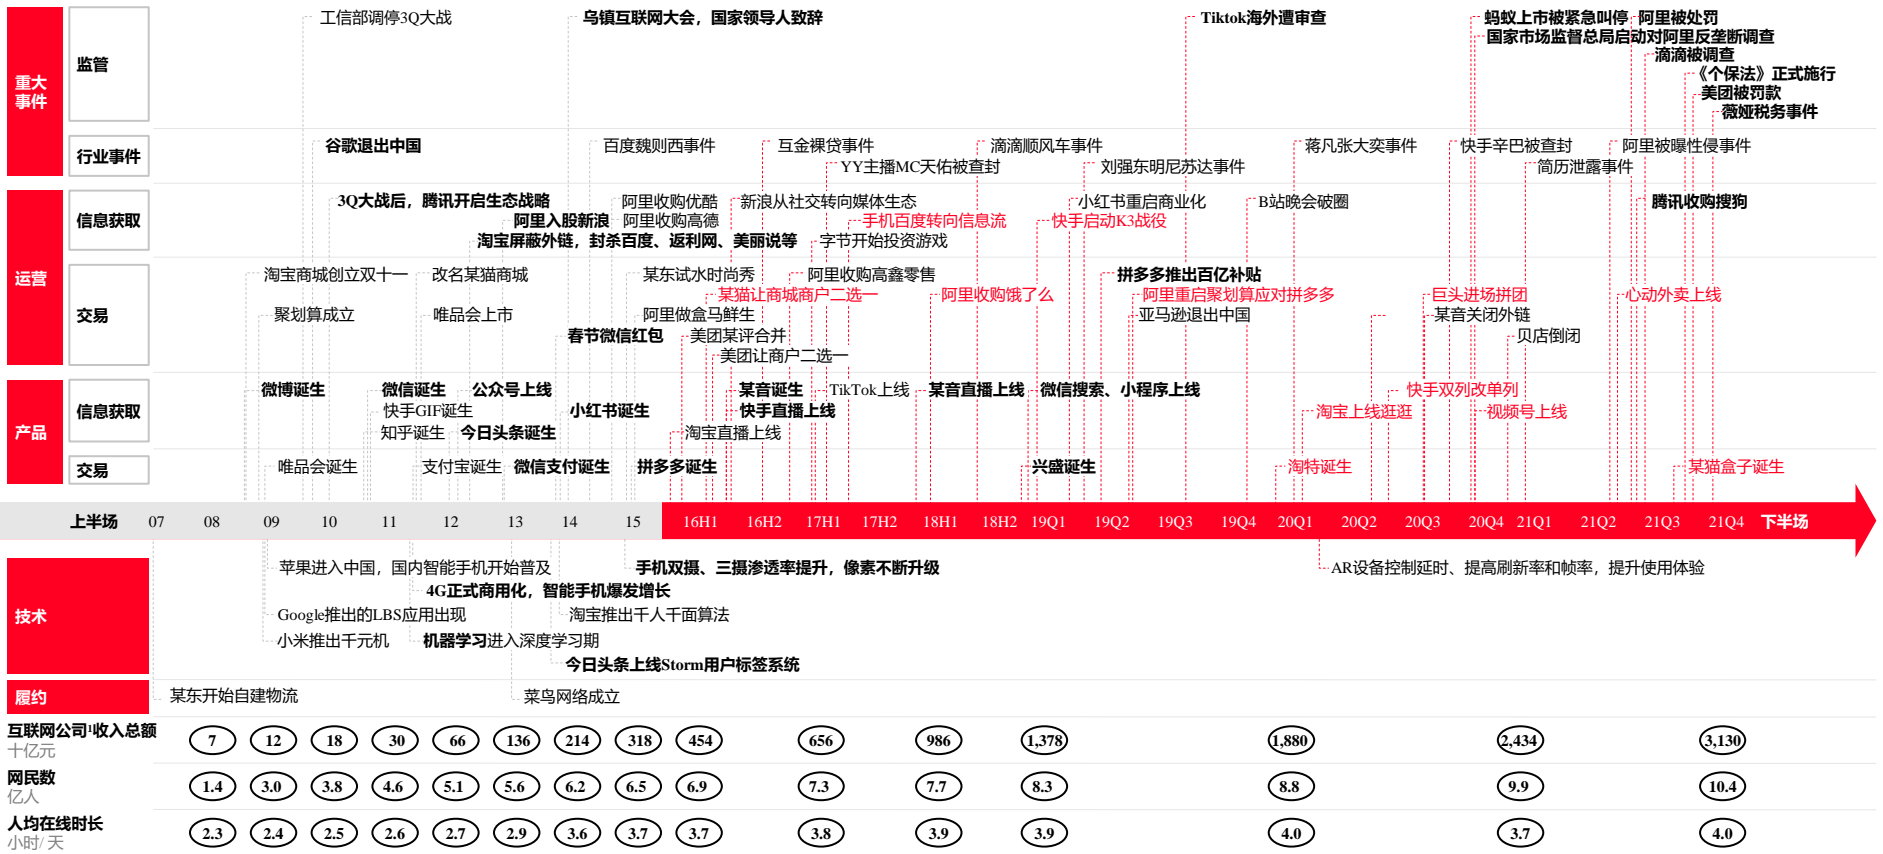 重大
事件
监管
工信部调停3Q大战
乌镇互联网大会，国家领导人致辞
Tiktok海外遭审查
蚂蚁上市被紧急叫停
阿里被处罚
国家市场监督总局启动对阿里反垄断调查
滴滴被调查
《个保法》正式施行
美团被罚款
薇娅税务事件
行业事件
谷歌退出中国
百度魏则西事件
互金裸贷事件
滴滴顺风车事件
蒋凡张大奕事件
快手辛巴被查封
阿里被曝性侵事件
YY主播MC天佑被查封
刘强东明尼苏达事件
简历泄露事件
运营
信息获取
3Q大战后，腾讯开启生态战略
阿里收购优酷
新浪从社交转向媒体生态
小红书重启商业化
B站晚会破圈
腾讯收购搜狗
阿里入股新浪
阿里收购高德
手机百度转向信息流
快手启动K3战役
淘宝屏蔽外链，封杀百度、返利网、美丽说等
字节开始投资游戏
交易
淘宝商城创立双十一
改名某猫商城
某东试水时尚秀
阿里收购高鑫零售
拼多多推出百亿补贴
某猫让商城商户二选一
阿里收购饿了么
阿里重启聚划算应对拼多多
巨头进场拼团
心动外卖上线
聚划算成立
唯品会上市
阿里做盒马鲜生
亚马逊退出中国
某音关闭外链
春节微信红包
美团某评合并
贝店倒闭
美团让商户二选一
产品
信息获取
微博诞生
微信诞生
公众号上线
某音诞生
TikTok上线
某音直播上线
微信搜索、小程序上线
快手双列改单列
快手GIF诞生
小红书诞生
快手直播上线
淘宝上线逛逛
视频号上线
知乎诞生
今日头条诞生
淘宝直播上线
交易
唯品会诞生
支付宝诞生
微信支付诞生
拼多多诞生
兴盛诞生
淘特诞生
某猫盒子诞生
上半场 07 08 09 10 11 12 13 14 15 16H1 16H2 17H1 17H2 18H1 18H2 19Q1 19Q2 19Q3 19Q4 20Q1 20Q2 20Q3 20Q4 21Q1 21Q2 21Q3 21Q4 下半场
技术
苹果进入中国，国内智能手机开始普及
手机双摄、三摄渗透率提升，像素不断升级
AR设备控制延时、提高刷新率和帧率，提升使用体验
4G正式商用化，智能手机爆发增长
Google推出的LBS应用出现
淘宝推出千人千面算法
小米推出千元机
机器学习进入深度学习期
今日头条上线Storm用户标签系统
履约
某东开始自建物流
菜鸟网络成立
互联网公司¹收入总额
十亿元
7 12 18 30 66 136 214 318 454 656 986 1,378 1,880 2,434 3,130
网民数
亿人
1.4 3.0 3.8 4.6 5.1 5.6 6.2 6.5 6.9 7.3 7.7 8.3 8.8 9.9 10.4
人均在线时长
小时/天
2.3 2.4 2.5 2.6 2.7 2.9 3.6 3.7 3.7 3.8 3.9 3.9 4.0 3.7 4.0